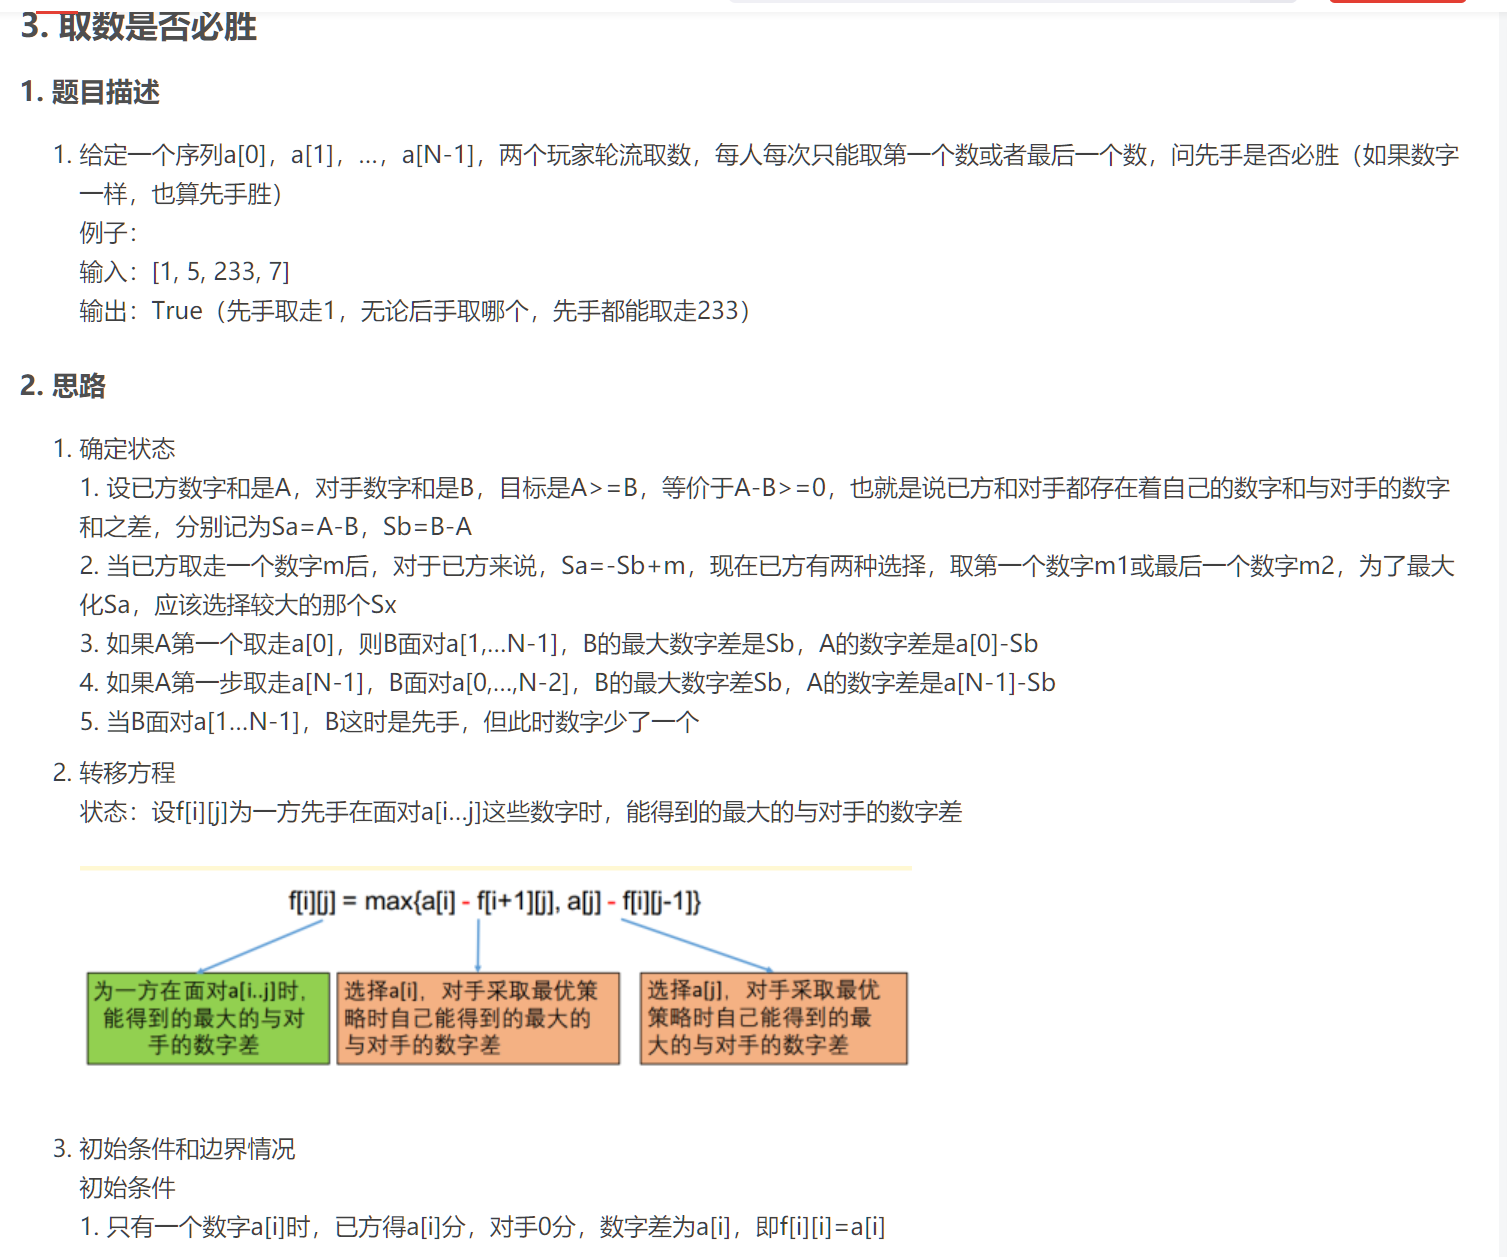 3. 取数是否必胜
1. 题目描述
1. 给定一个序列a[0]，a[1]，…，a[N-1]，两个玩家轮流取数，每人每次只能取第一个数或者最后一个数，问先手是否必胜（如果数字
一样，也算先手胜）
例子：
输入：[1, 5, 233, 7]
输出：True（先手取走1，无论后手取哪个，先手都能取走233）
2. 思路
1. 确定状态
1. 设已方数字和是A，对手数字和是B，目标是A>=B，等价于A-B>=0，也就是说已方和对手都存在着自己的数字和与对手的数字
和之差，分别记为Sa=A-B，Sb=B-A
2. 当已方取走一个数字m后，对于已方来说，Sa=-Sb+m，现在已方有两种选择，取第一个数字m1或最后一个数字m2，为了最大
化Sa，应该选择较大的那个Sx
3. 如果A第一个取走a[0]，则B面对a[1,…N-1]，B的最大数字差是Sb，A的数字差是a[0]-Sb
4. 如果A第一步取走a[N-1]，B面对a[0,…,N-2]，B的最大数字差Sb，A的数字差是a[N-1]-Sb
5. 当B面对a[1…N-1]，B这时是先手，但此时数字少了一个
2. 转移方程
状态：设f[i][j]为一方先手在面对a[i…j]这些数字时，能得到的最大的与对手的数字差
f[i][j] = max{a[i] - f[i+1][j], a[j] - f[i][j-1]}
为一方在面对a[i..j]时，
能得到的最大的与对
手的数字差
选择a[i]，对手采取最优策
略时自己能得到的最大的
与对手的数字差
选择a[j]，对手采取最优
策略时自己能得到的最
大的与对手的数字差
3. 初始条件和边界情况
初始条件
1. 只有一个数字a[i]时，已方得a[i]分，对手0分，数字差为a[i]，即f[i][i]=a[i]